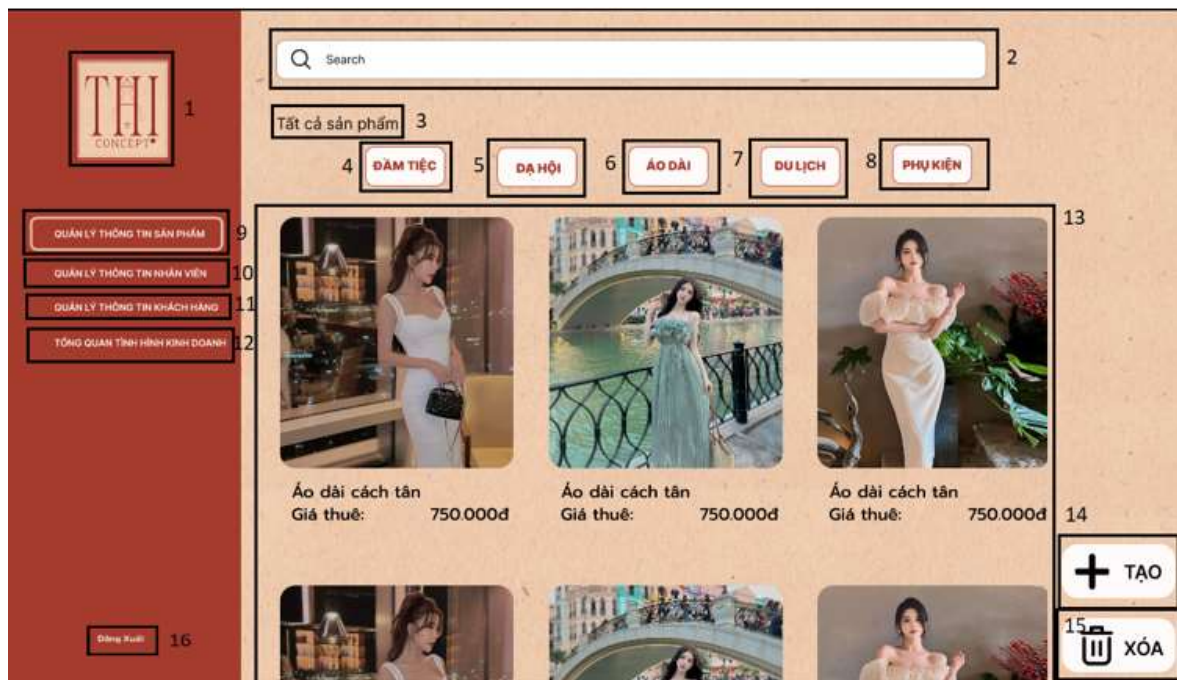 THI
CONCEPT
1
Search
2
Tất cả sản phẩm
3
4
ĐẦM TIỆC
5
DẠ HỘI
6
ÁO DÀI
7
DU LỊCH
8
PHỤ KIỆN
QUẢN LÝ THÔNG TIN SẢN PHẨM
9
QUẢN LÝ THÔNG TIN NHÂN VIÊN
10
QUẢN LÝ THÔNG TIN KHÁCH HÀNG
11
TỔNG QUAN TÌNH HÌNH KINH DOANH
12
13
Áo dài cách tân
Giá thuê: 750.000đ
Áo dài cách tân
Giá thuê: 750.000đ
Áo dài cách tân
Giá thuê: 750.000đ
14
TẠO
15
XÓA
Đăng Xuất
16